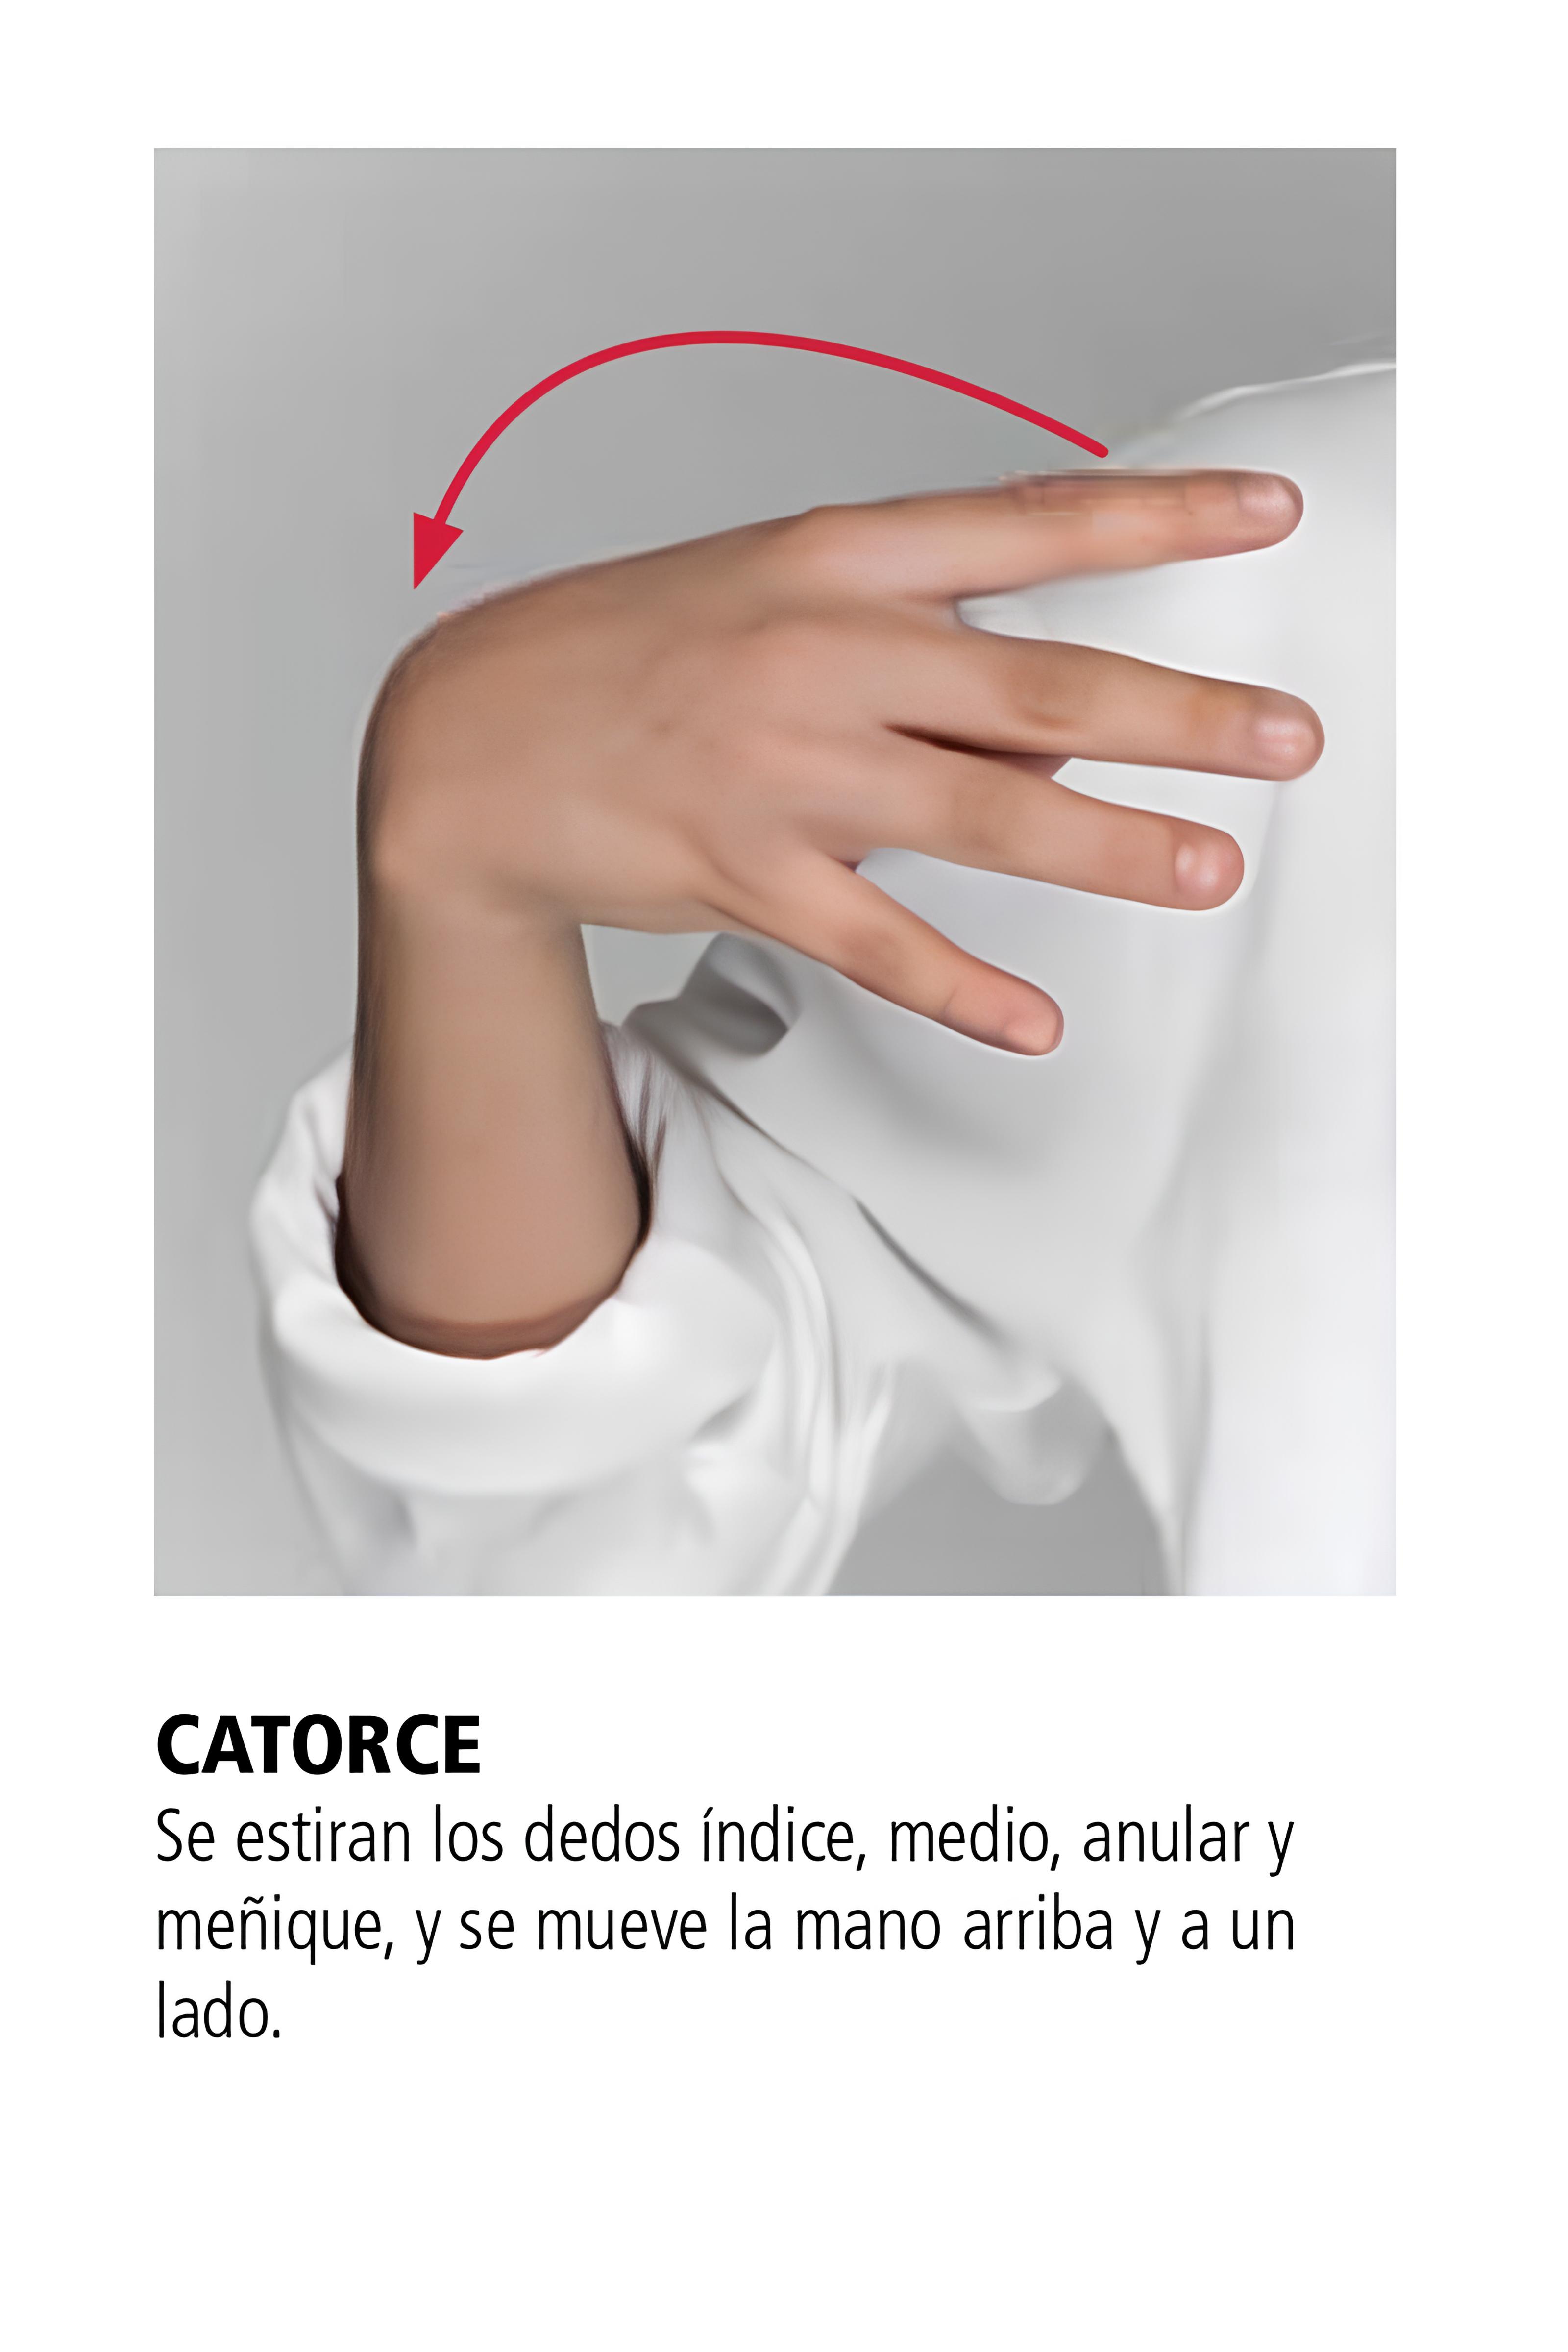 CATORCE
Se estiran los dedos índice, medio, anular y
meñique, y se mueve la mano arriba y a un
lado.